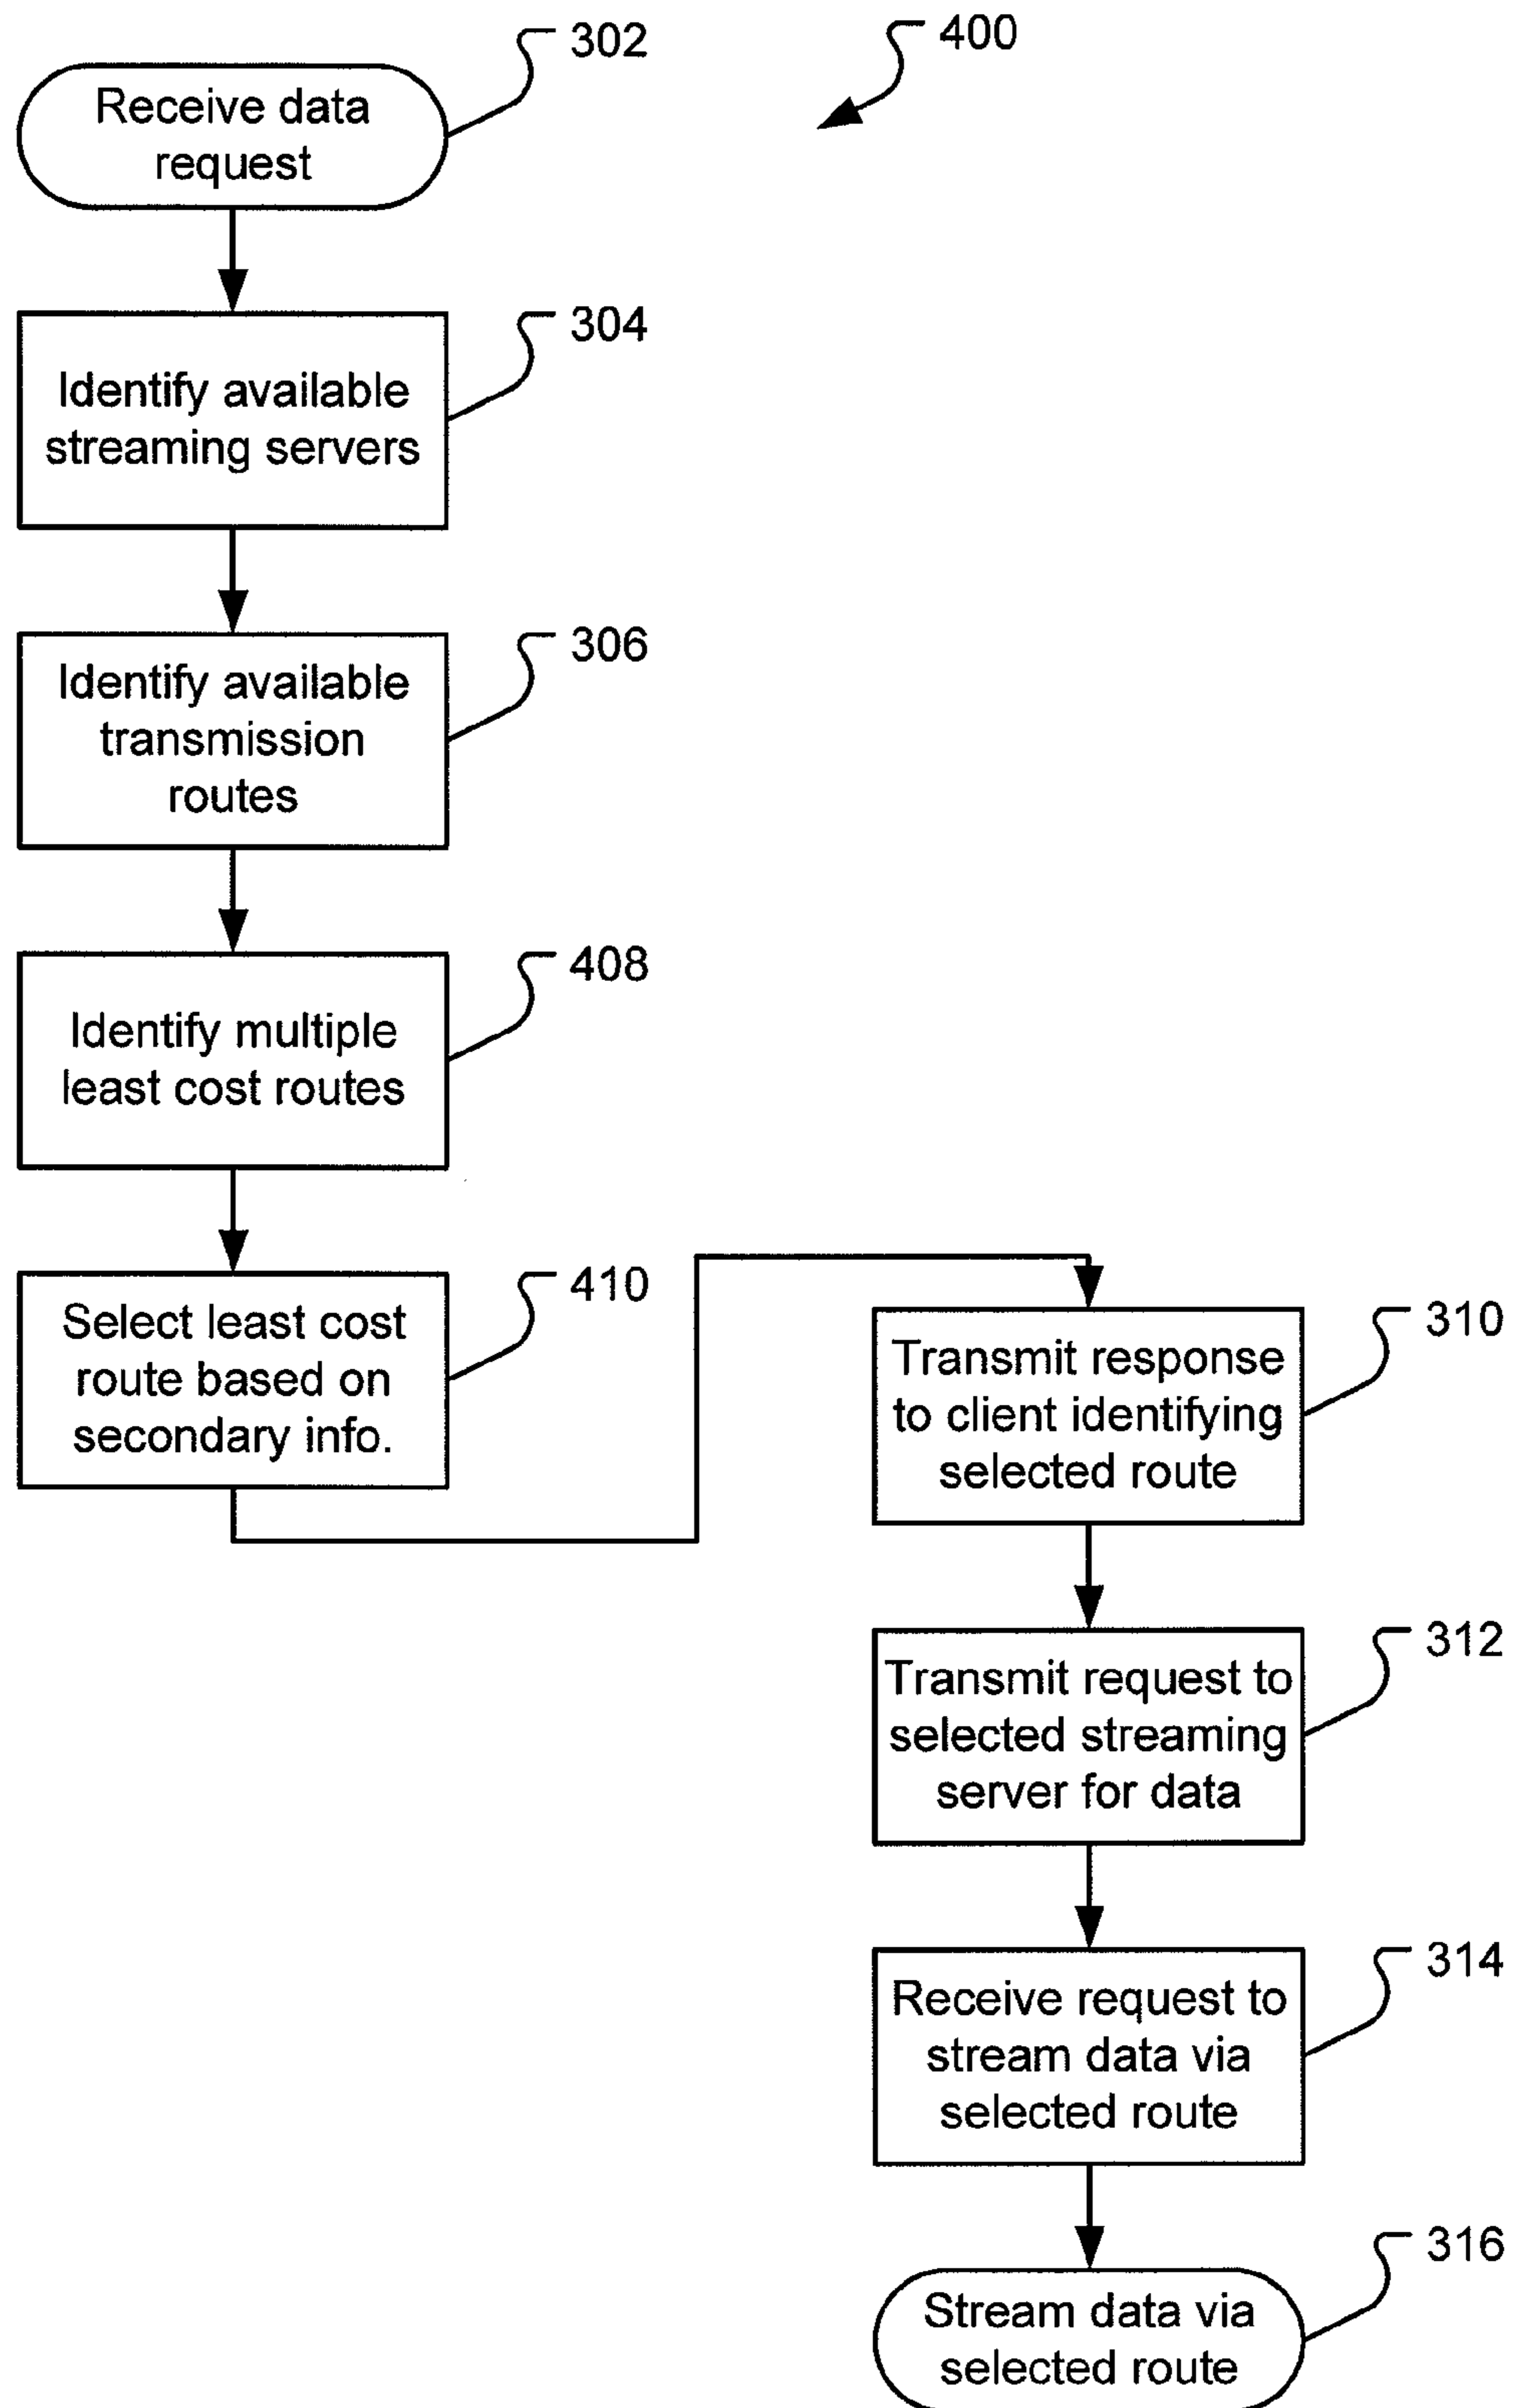 302
400
Receive data
request
304
Identify available
streaming servers
306
Identify available
transmission
routes
408
Identify multiple
least cost routes
410
Select least cost
route based on
secondary info.
310
Transmit response
to client identifying
selected route
312
Transmit request to
selected streaming
server for data
314
Receive request to
stream data via
selected route
316
Stream data via
selected route